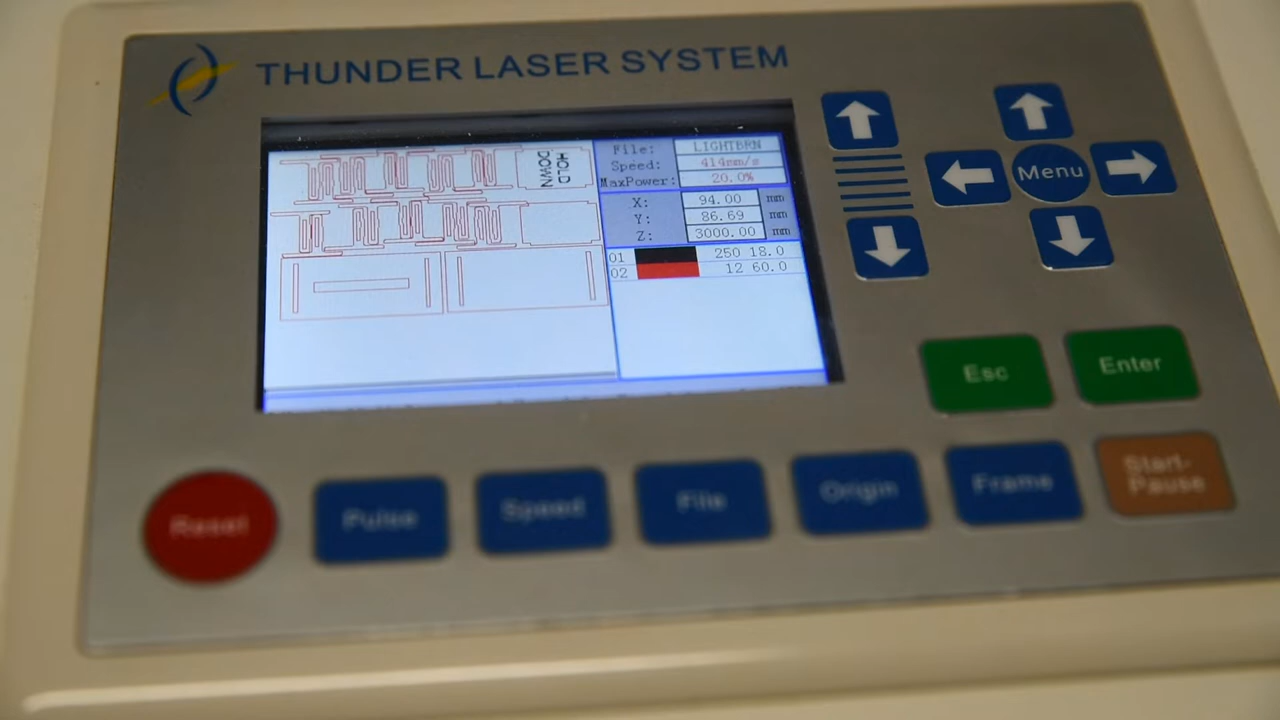 THUNDER LASER SYSTEM
HOLD
DOWN
File: LIGHTBRN
Speed: 414mm/s
MaxPower: 20.0%
X: 94.00 mm
Y: 86.69 mm
Z: 3000.00 mm
01 250 18.0
02 12 60.0
Menu
Esc
Enter
Reset
Pulse
Speed
File
Origin
Frame
Start-
Pause